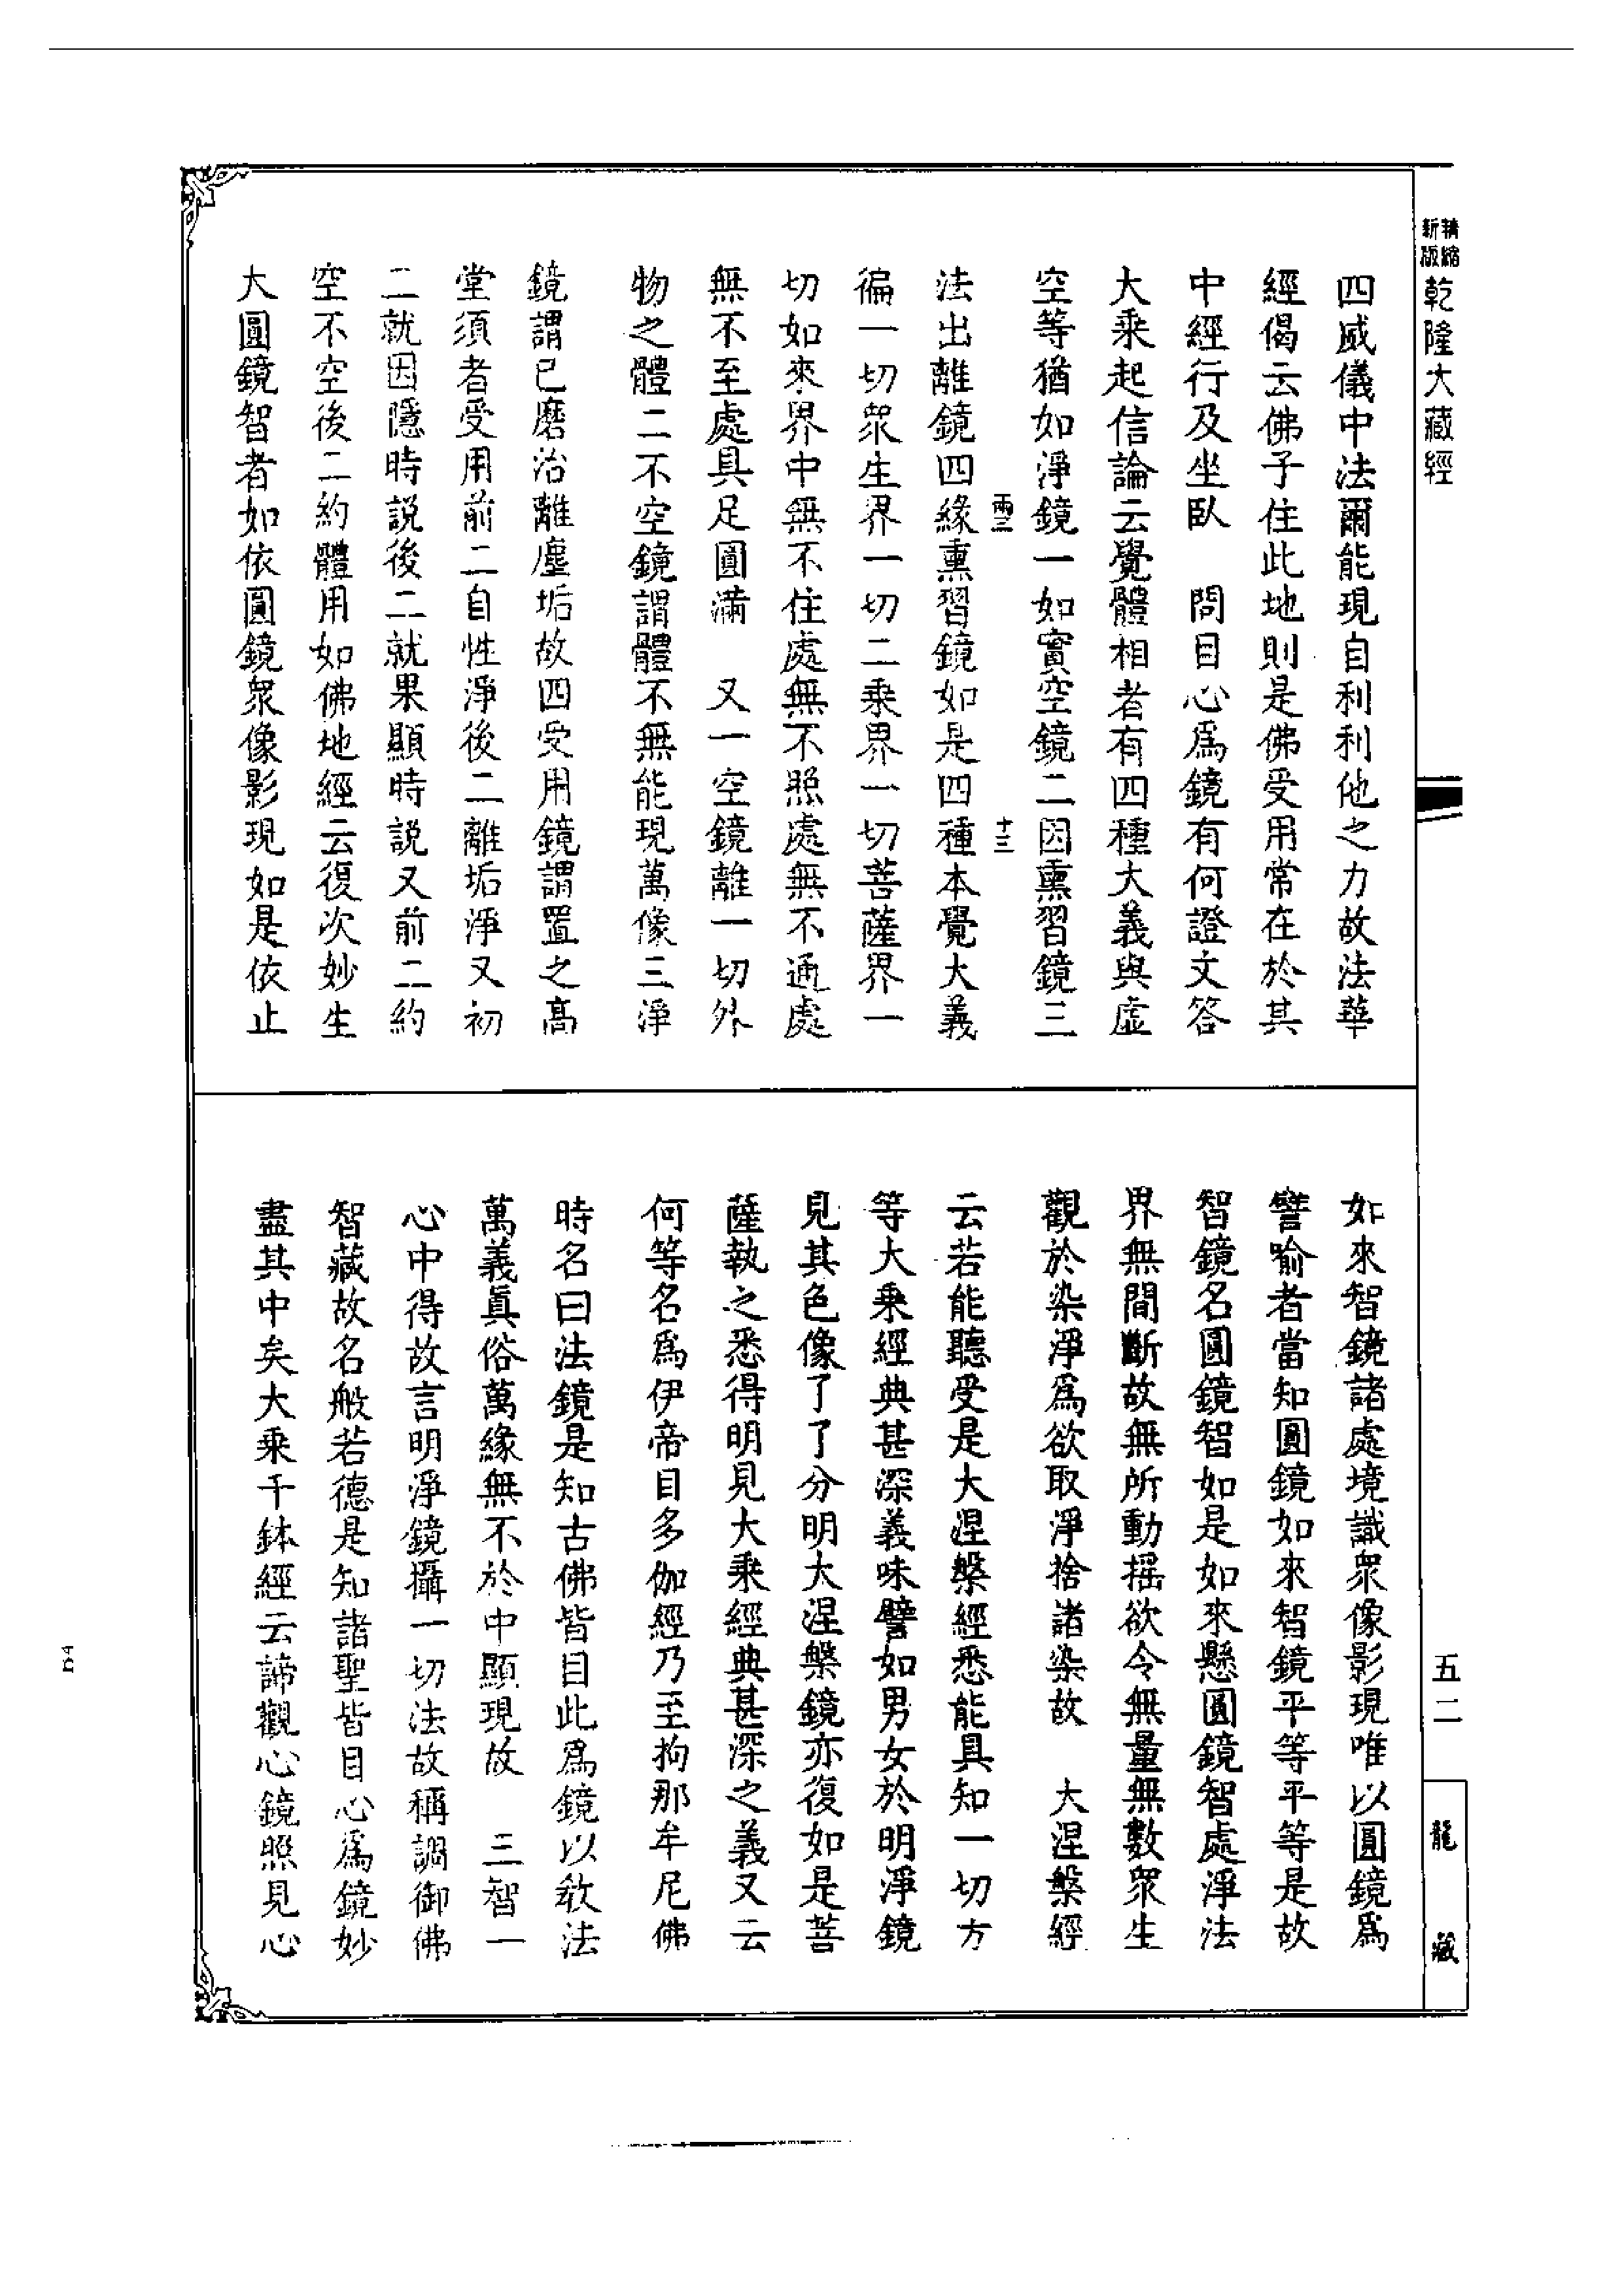 新版精縮
乾隆大藏經
五二
龍藏
四威儀中法爾能現自利利他之力故法華
經偈云佛子住此地則是佛受用常在於其
中經行及坐臥　問目心為鏡有何證文答
大乘起信論云覺體相者有四種大義與虛
空等猶如淨鏡一如實空鏡二因熏習鏡三
雨三
十三
法出離鏡四緣熏習鏡如是四種本覺大義
徧一切眾生界一切二乘界一切菩薩界一
切如來界中無不住處無不照處無不通處
無不至處具足圓滿　又一空鏡離一切外
物之體二不空鏡謂體不無能現萬像三淨
鏡謂已磨治離塵垢故四受用鏡謂置之高
堂須者受用前二自性淨後二離垢淨又初
二就因隱時說後二就果顯時說又前二約
空不空後二約體用如佛地經云復次妙生
大圓鏡智者如依圓鏡眾像影現如是依止
如來智鏡諸處境識眾像影現唯以圓鏡為
譬喻者當知圓鏡如來智鏡平等平等是故
智鏡名圓鏡智如是如來懸圓鏡智處淨法
界無間斷故無所動搖欲令無量無數眾生
觀於染淨為欲取淨捨諸染故　大涅槃經
云若能聽受是大涅槃經悉能具知一切方
等大乘經典甚深義味譬如男女於明淨鏡
見其色像了了分明大涅槃鏡亦復如是菩
薩執之悉得明見大乘經典甚深之義又云
何等名為伊帝目多伽經乃至拘那牟尼佛
時名曰法鏡是知古佛皆目此為鏡以教法
萬義真俗萬緣無不於中顯現故　三智一
心中得故言明淨鏡攝一切法故稱調御佛
智藏故名般若德是知諸聖皆目心為鏡妙
盡其中矣大乘千鉢經云諦觀心鏡照見心